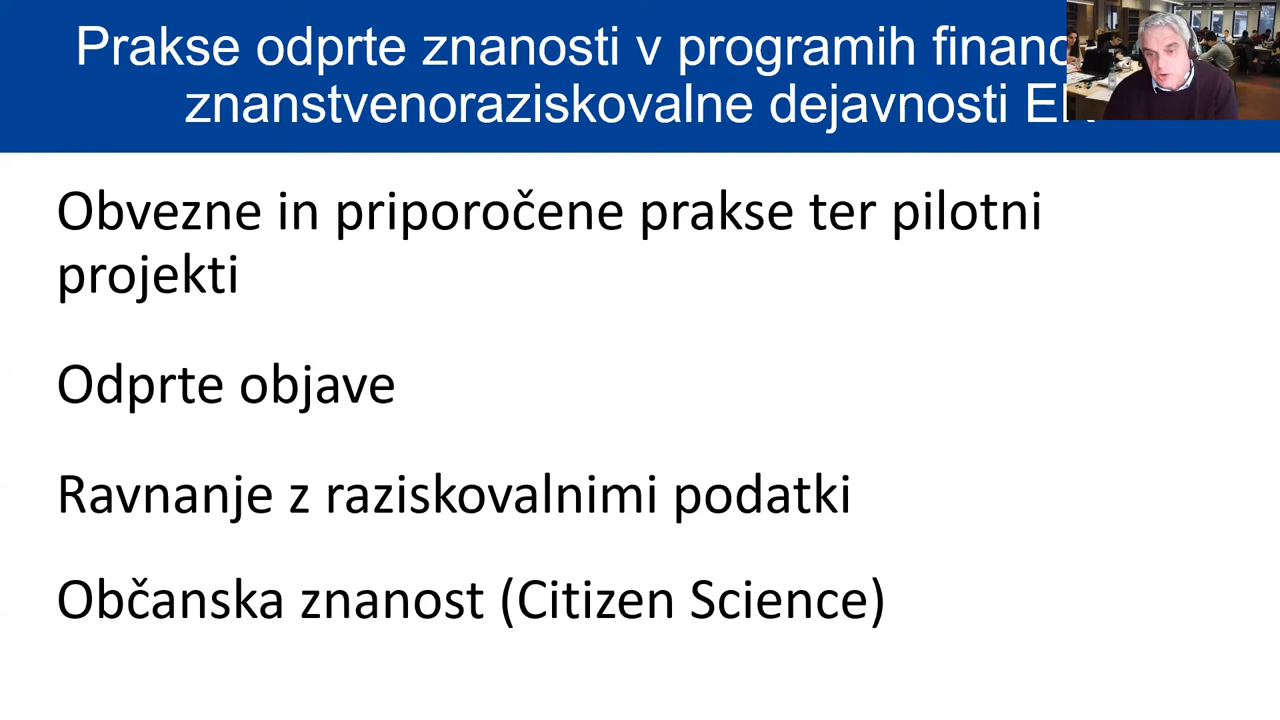 Prakse odprte znanosti v programih
znanstvenoraziskovalne dejavnosti
Obvezne in priporočene prakse ter pilotni
projekti
Odprte objave
Ravnanje z raziskovalnimi podatki
Občanska znanost (Citizen Science)